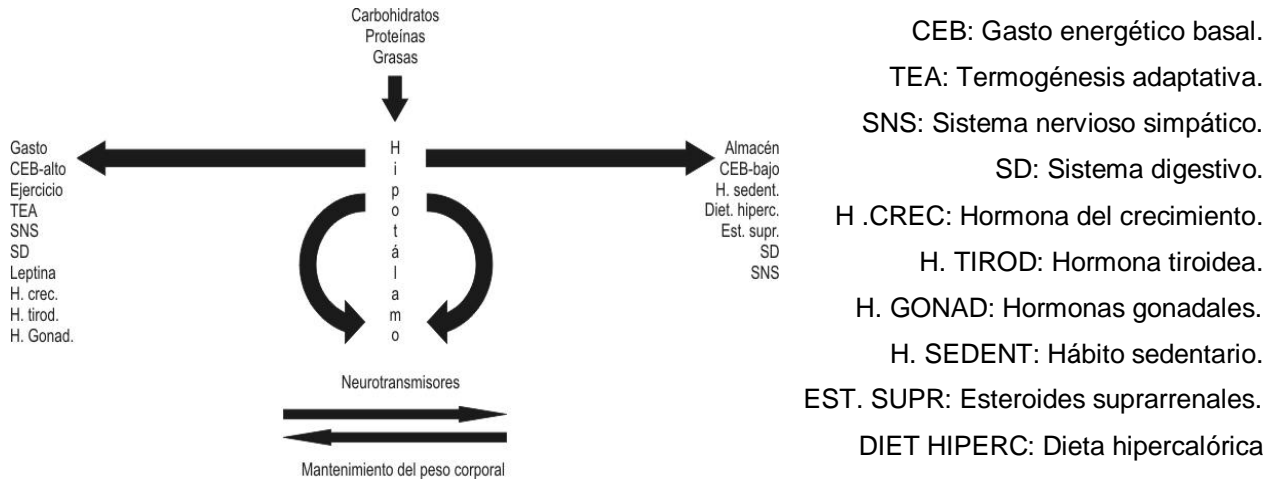 Carbohidratos
Proteínas
Grasas
Gasto
CEB-alto
Ejercicio
TEA
SNS
SD
Leptina
H. crec.
H. tirod.
H. Gonad.
H
i
p
o
t
á
l
a
m
o
Almacén
CEB-bajo
H. sedent.
Diet. hiperc.
Est. supr.
SD
SNS
Neurotransmisores
Mantenimiento del peso corporal
CEB: Gasto energético basal.
TEA: Termogénesis adaptativa.
SNS: Sistema nervioso simpático.
SD: Sistema digestivo.
H .CREC: Hormona del crecimiento.
H. TIROD: Hormona tiroidea.
H. GONAD: Hormonas gonadales.
H. SEDENT: Hábito sedentario.
EST. SUPR: Esteroides suprarrenales.
DIET HIPERC: Dieta hipercalórica